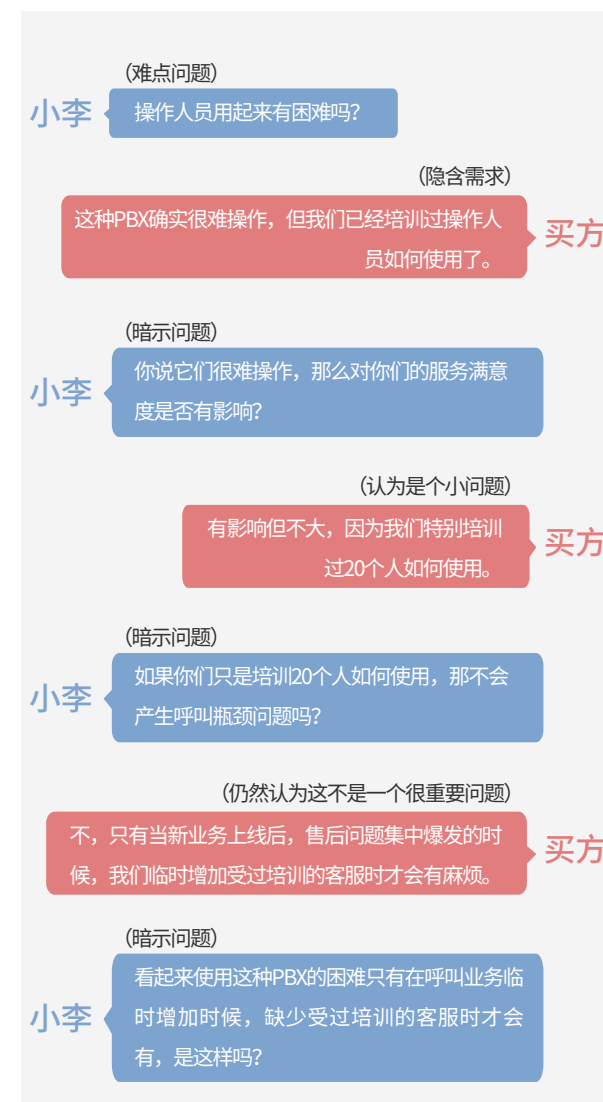 (难点问题)
小李
操作人员用起来有困难吗？
(隐含需求)
这种PBX确实很难操作，但我们已经培训过操作人
员如何使用了。
买方
(暗示问题)
小李
你说它们很难操作，那么对你们的服务满意
度是否有影响？
(认为是个小问题)
有影响但不大，因为我们特别培训
过20个人如何使用。
买方
(暗示问题)
小李
如果你们只是培训20个人如何使用，那不会
产生呼叫瓶颈问题吗？
(仍然认为这不是一个很重要问题)
不，只有当新业务上线后，售后问题集中爆发的时
候，我们临时增加受过培训的客服时才会有麻烦。
买方
(暗示问题)
小李
看起来使用这种PBX的困难只有在呼叫业务临
时增加时候，缺少受过培训的客服时才会
有，是这样吗？